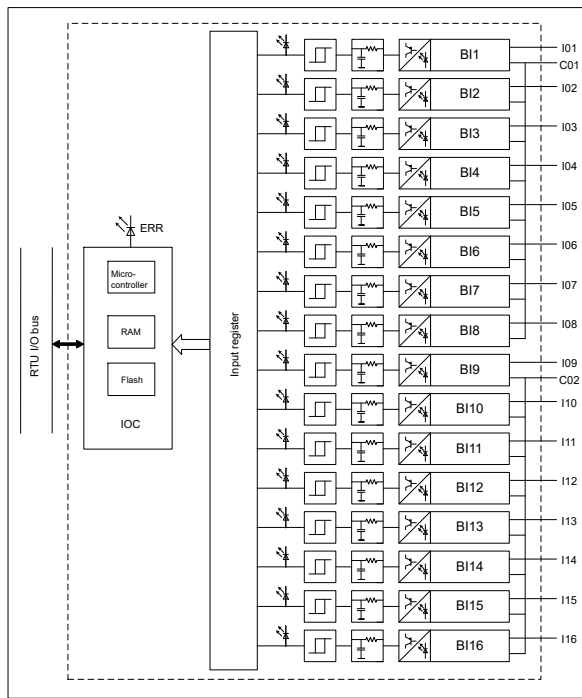 I01
BI1
C01
I02
BI2
I03
BI3
I04
BI4
I05
BI5
ERR
I06
BI6
Micro-
controller
I07
BI7
RTU I/O bus
RAM
Input register
I08
BI8
Flash
I09
BI9
C02
IOC
I10
BI10
I11
BI11
I12
BI12
I13
BI13
I14
BI14
I15
BI15
I16
BI16